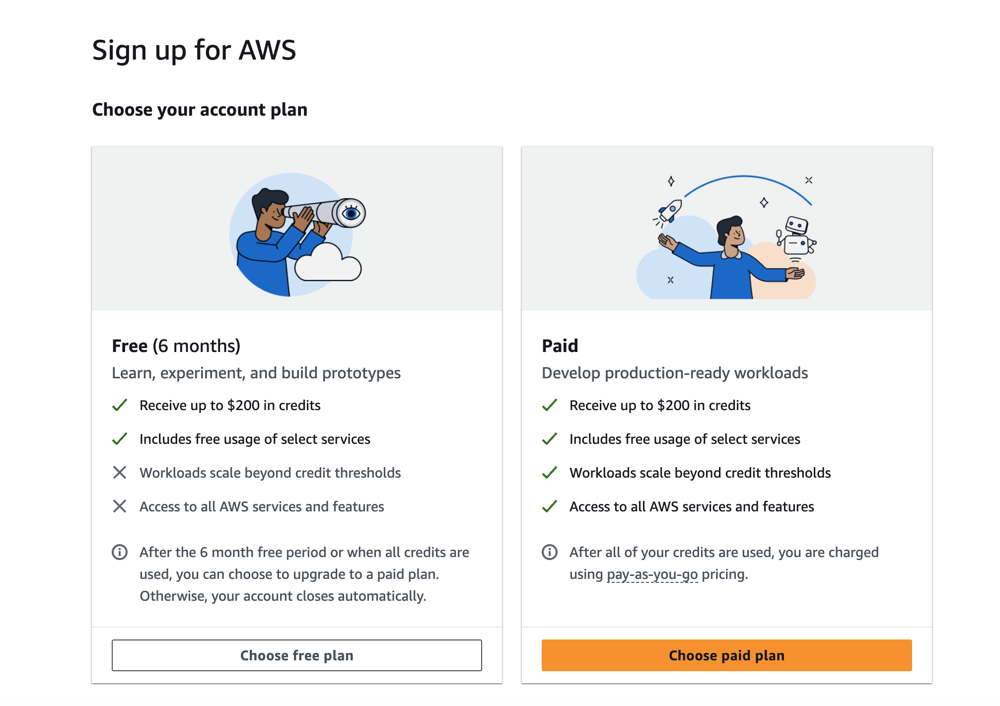 Sign up for AWS
Choose your account plan
Free (6 months)
Learn, experiment, and build prototypes
Receive up to $200 in credits
Includes free usage of select services
Workloads scale beyond credit thresholds
Access to all AWS services and features
After the 6 month free period or when all credits are
used, you can choose to upgrade to a paid plan.
Otherwise, your account closes automatically.
Choose free plan
Paid
Develop production-ready workloads
Receive up to $200 in credits
Includes free usage of select services
Workloads scale beyond credit thresholds
Access to all AWS services and features
After all of your credits are used, you are charged
using pay-as-you-go pricing.
Choose paid plan